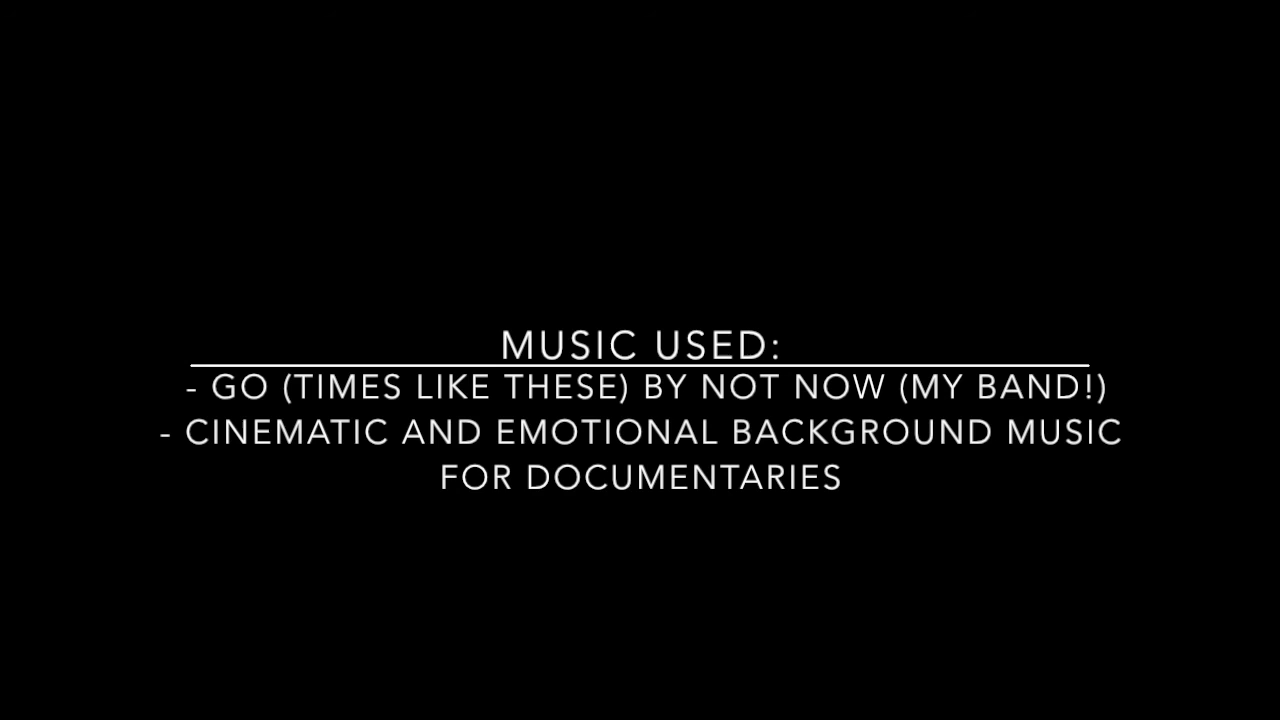 MUSIC USED:
- GO (TIMES LIKE THESE) BY NOT NOW (MY BAND!)
- CINEMATIC AND EMOTIONAL BACKGROUND MUSIC
FOR DOCUMENTARIES